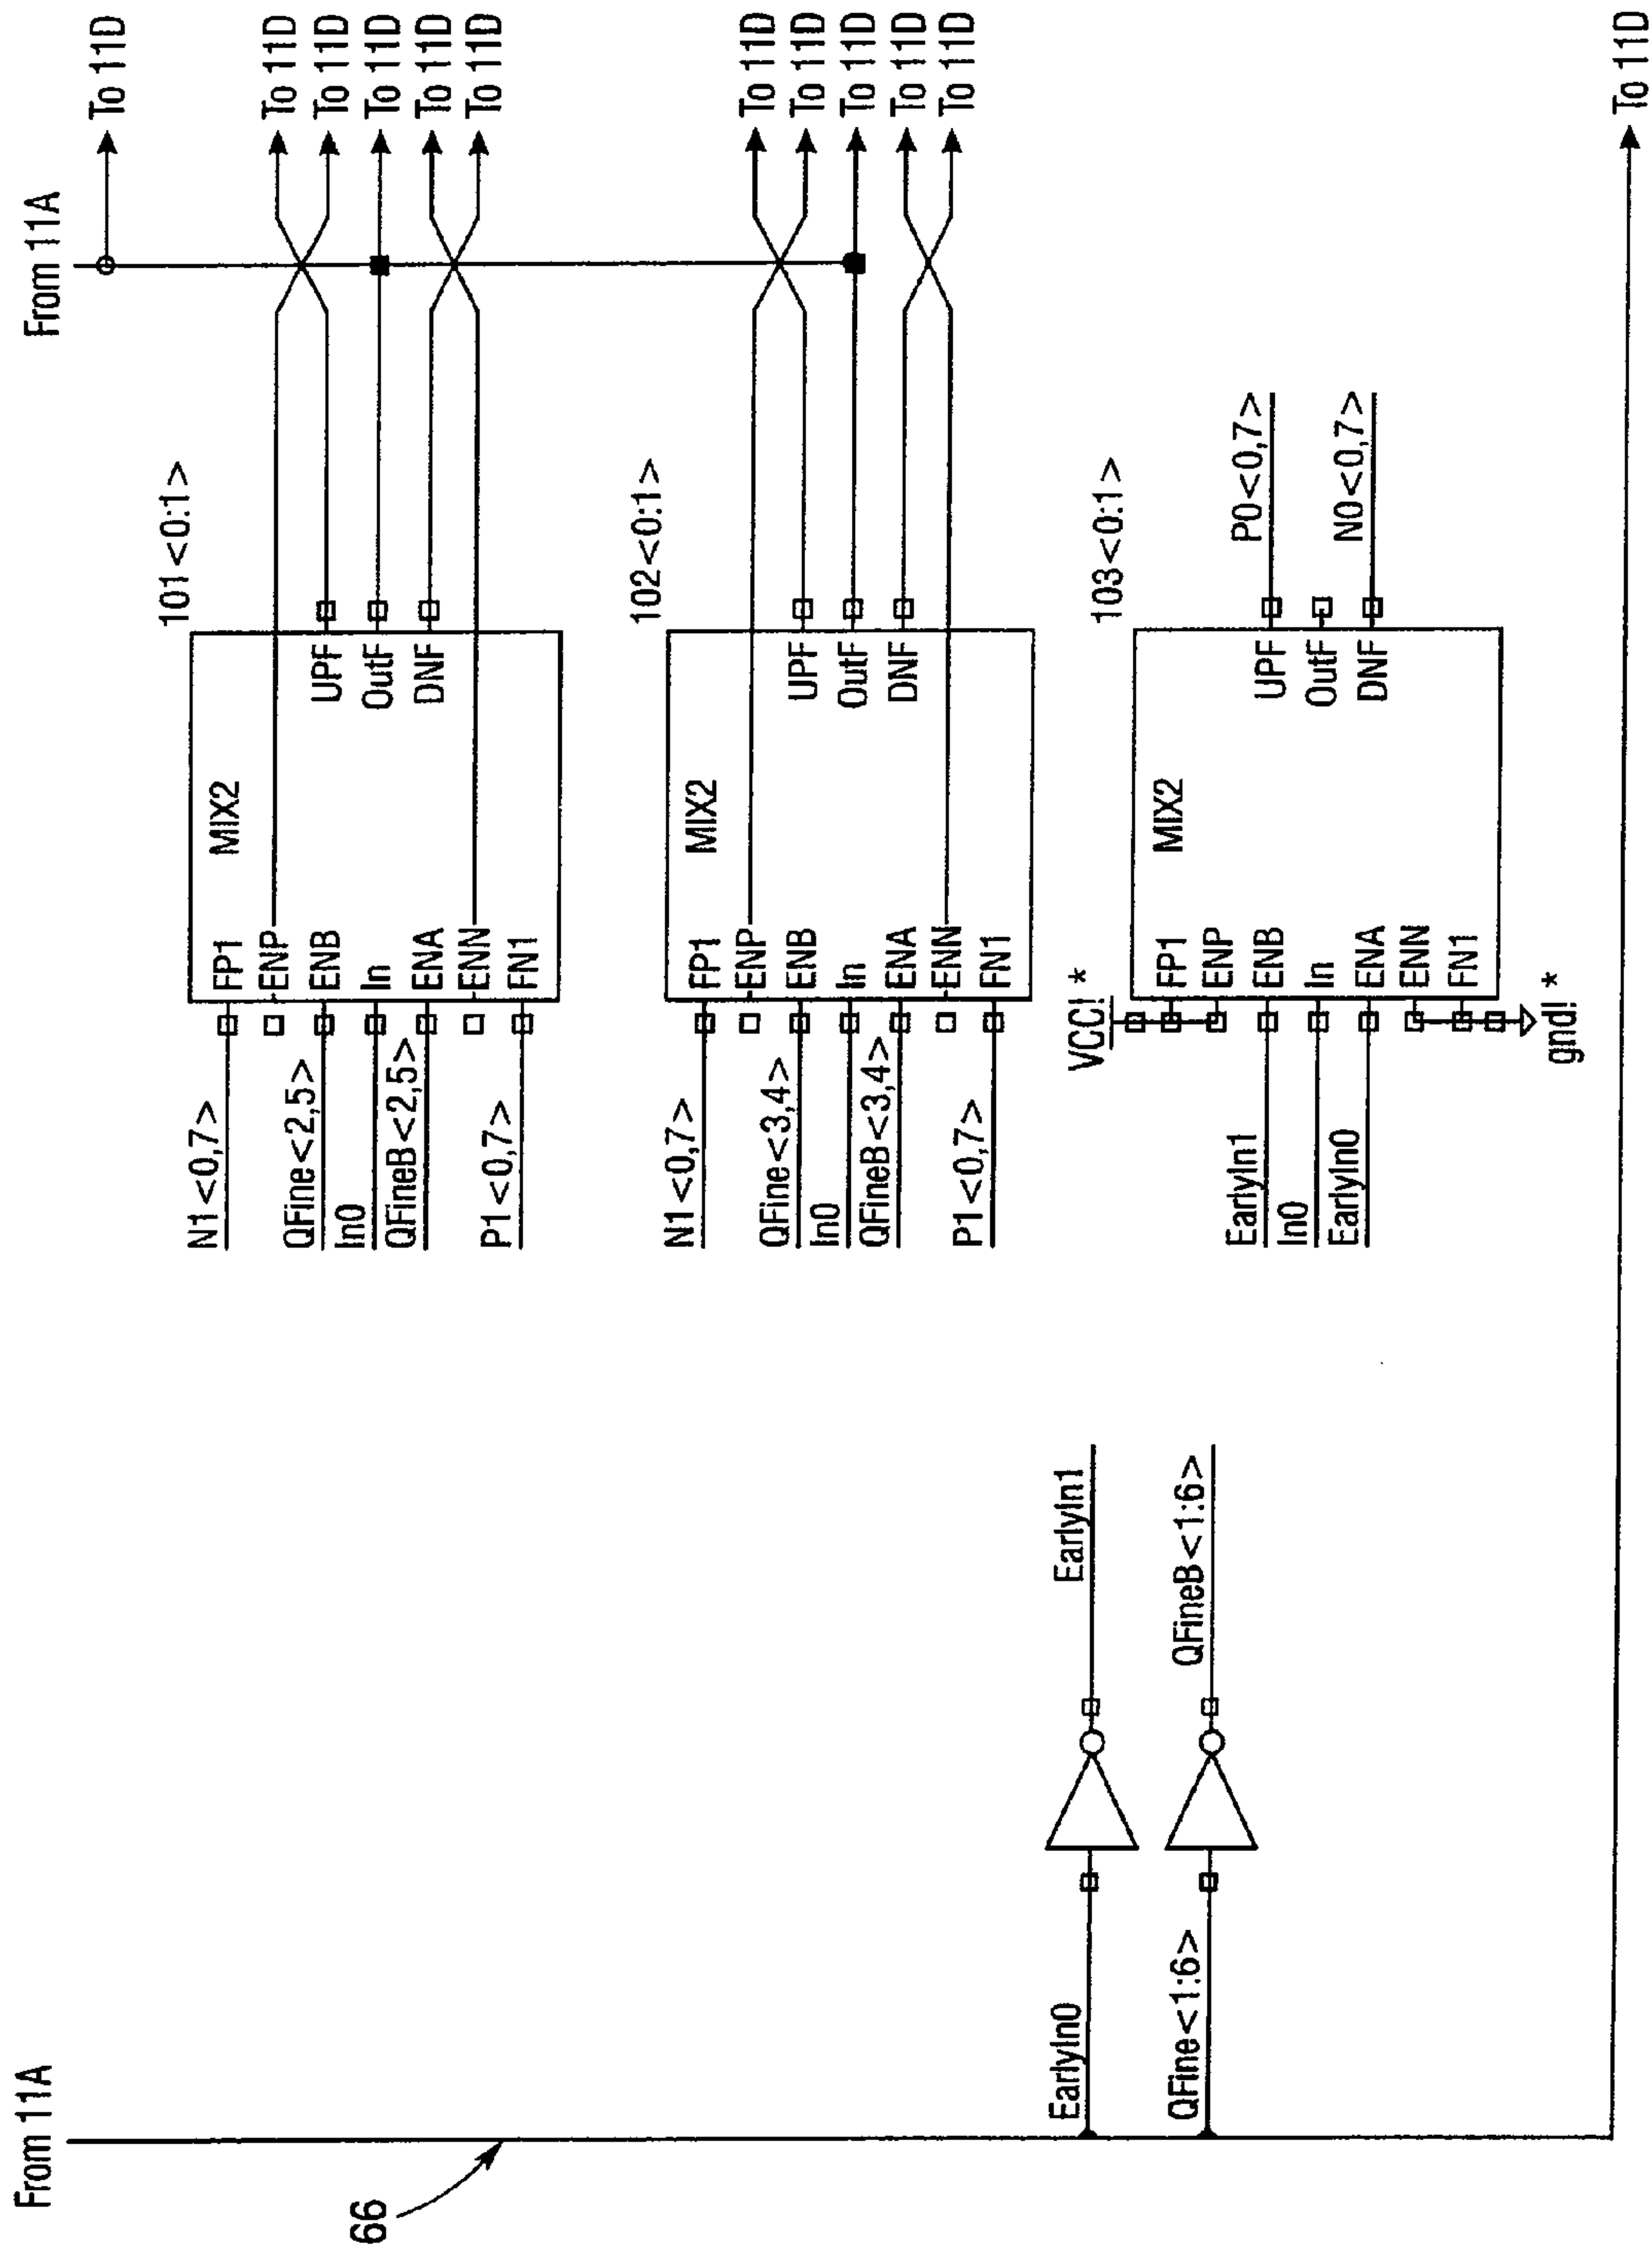 From 11A
66
EarlyIn0
EarlyIn1
QFine<1:6>
QFineB<1:6>
From 11A
To 11D
101<0:1>
MIX2
N1<0,7>
FP1
ENP
QFine<2,5>
ENB
In0
In
QFineB<2,5>
ENA
ENN
P1<0,7>
FN1
UPF
OutF
DNF
To 11D
To 11D
To 11D
To 11D
To 11D
102<0:1>
MIX2
N1<0,7>
FP1
ENP
QFine<3,4>
ENB
In0
In
QFineB<3,4>
ENA
ENN
P1<0,7>
FN1
UPF
OutF
DNF
To 11D
To 11D
To 11D
To 11D
To 11D
103<0:1>
MIX2
VCC! *
FP1
ENP
EarlyIn1
ENB
In0
In
EarlyIn0
ENA
ENN
FN1
gnd! *
UPF
P0<0,7>
OutF
DNF
N0<0,7>
To 11D